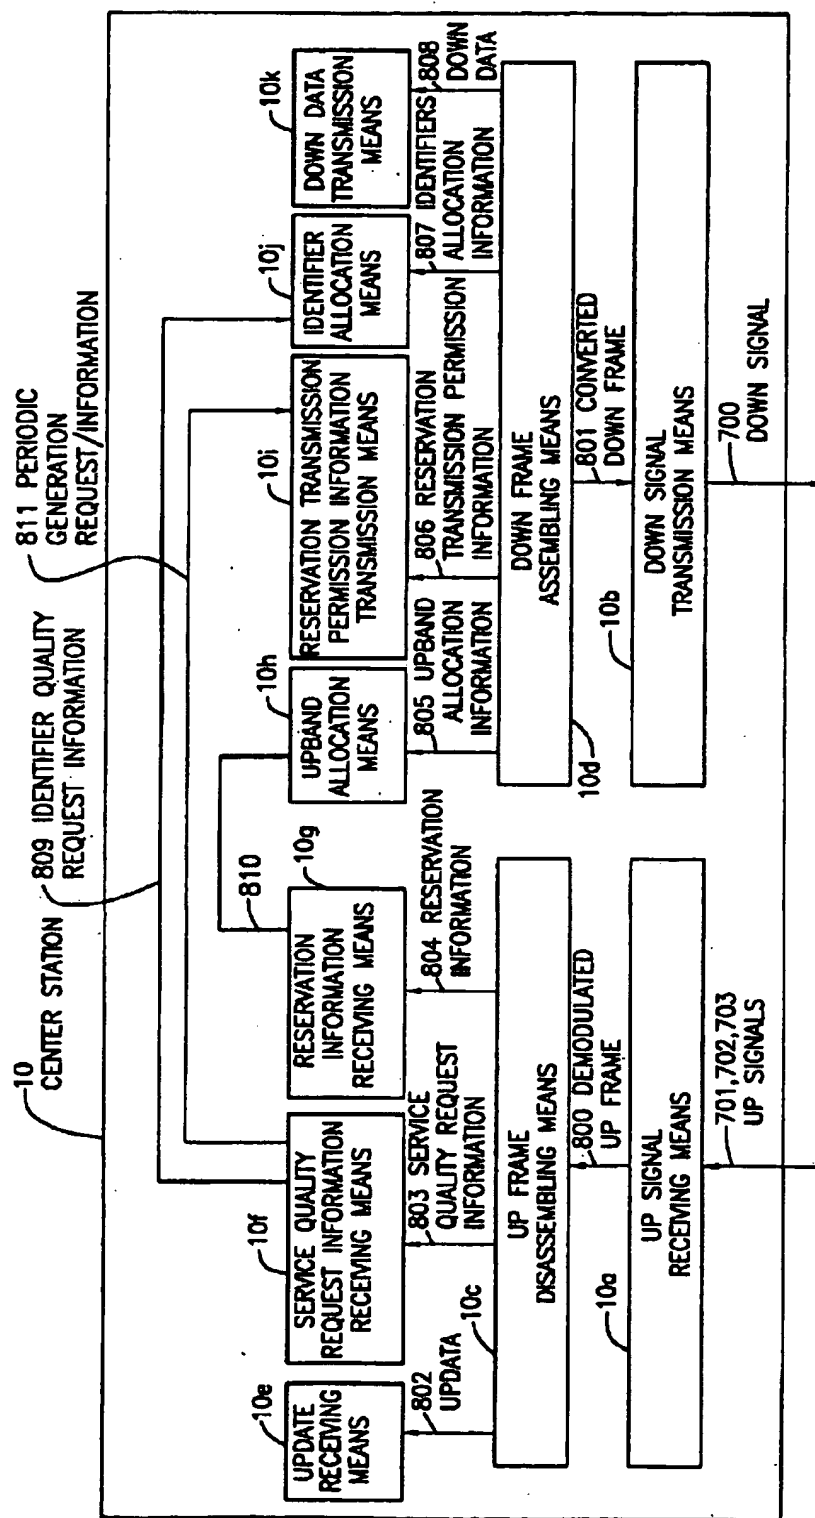 10
CENTER STATION
809 IDENTIFIER QUALITY
REQUEST INFORMATION
811 PERIODIC
GENERATION
REQUEST/INFORMATION
10e
UPDATE
RECEIVING
MEANS
10f
SERVICE QUALITY
REQUEST INFORMATION
RECEIVING MEANS
810
10g
RESERVATION
INFORMATION
RECEIVING MEANS
10h
UPBAND
ALLOCATION
MEANS
10i
RESERVATION TRANSMISSION
PERMISSION INFORMATION
TRANSMISSION MEANS
10j
IDENTIFIER
ALLOCATION
MEANS
10k
DOWN DATA
TRANSMISSION
MEANS
802
UPDATA
803 SERVICE
QUALITY REQUEST
INFORMATION
804 RESERVATION
INFORMATION
805 UPBAND
ALLOCATION
INFORMATION
806 RESERVATION
TRANSMISSION PERMISSION
INFORMATION
807 IDENTIFIERS
ALLOCATION
INFORMATION
808
DOWN
DATA
10c
UP FRAME
DISASSEMBLING MEANS
10d
DOWN FRAME
ASSEMBLING MEANS
800 DEMODULATED
UP FRAME
801 CONVERTED
DOWN FRAME
10a
UP SIGNAL
RECEIVING MEANS
10b
DOWN SIGNAL
TRANSMISSION MEANS
701,702,703
UP SIGNALS
700
DOWN SIGNAL